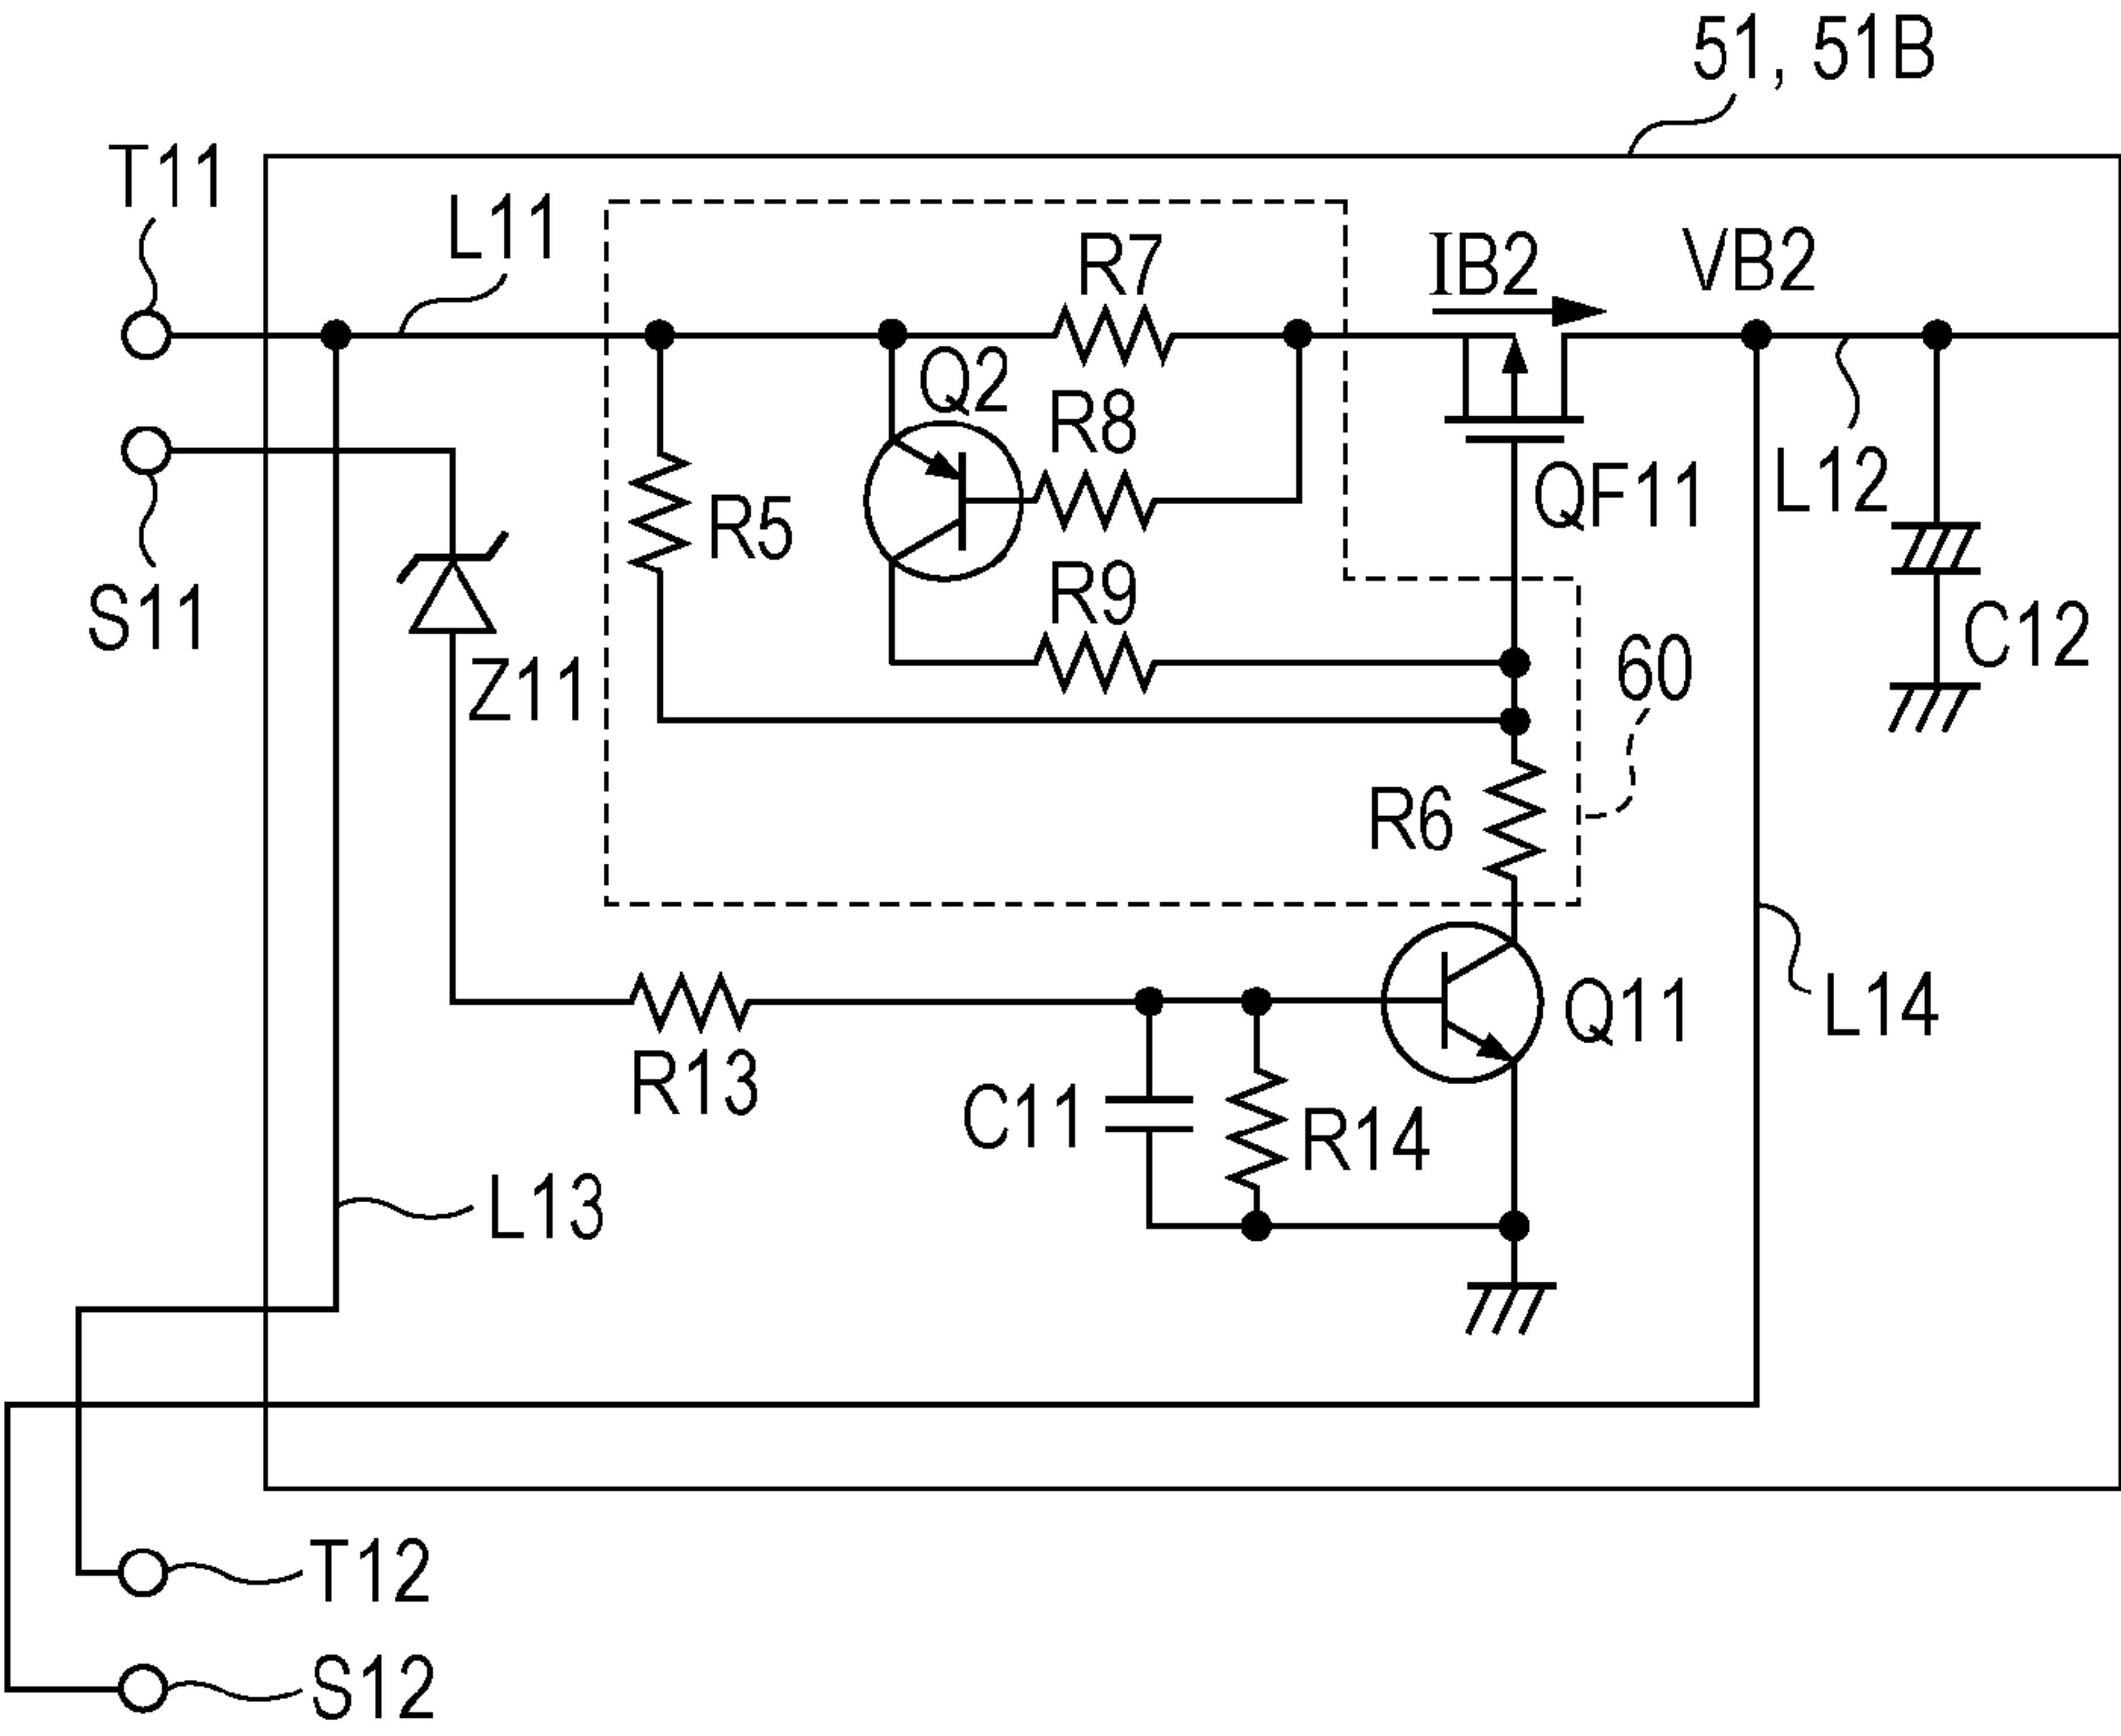 51, 51B
T11
L11
R7
IB2
VB2
Q2
R8
R5
QF11
L12
S11
R9
C12
Z11
60
R6
Q11
L14
R13
C11
R14
L13
T12
S12